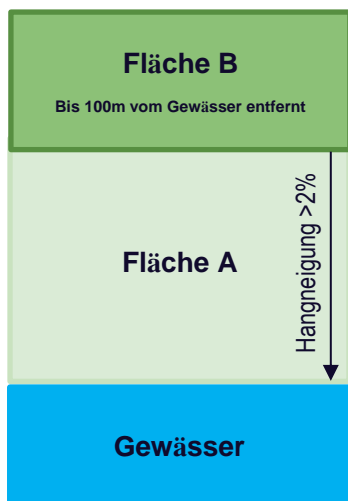 Fläche B
Bis 100m vom Gewässer entfernt
Fläche A
Hangneigung >2%
Gewässer